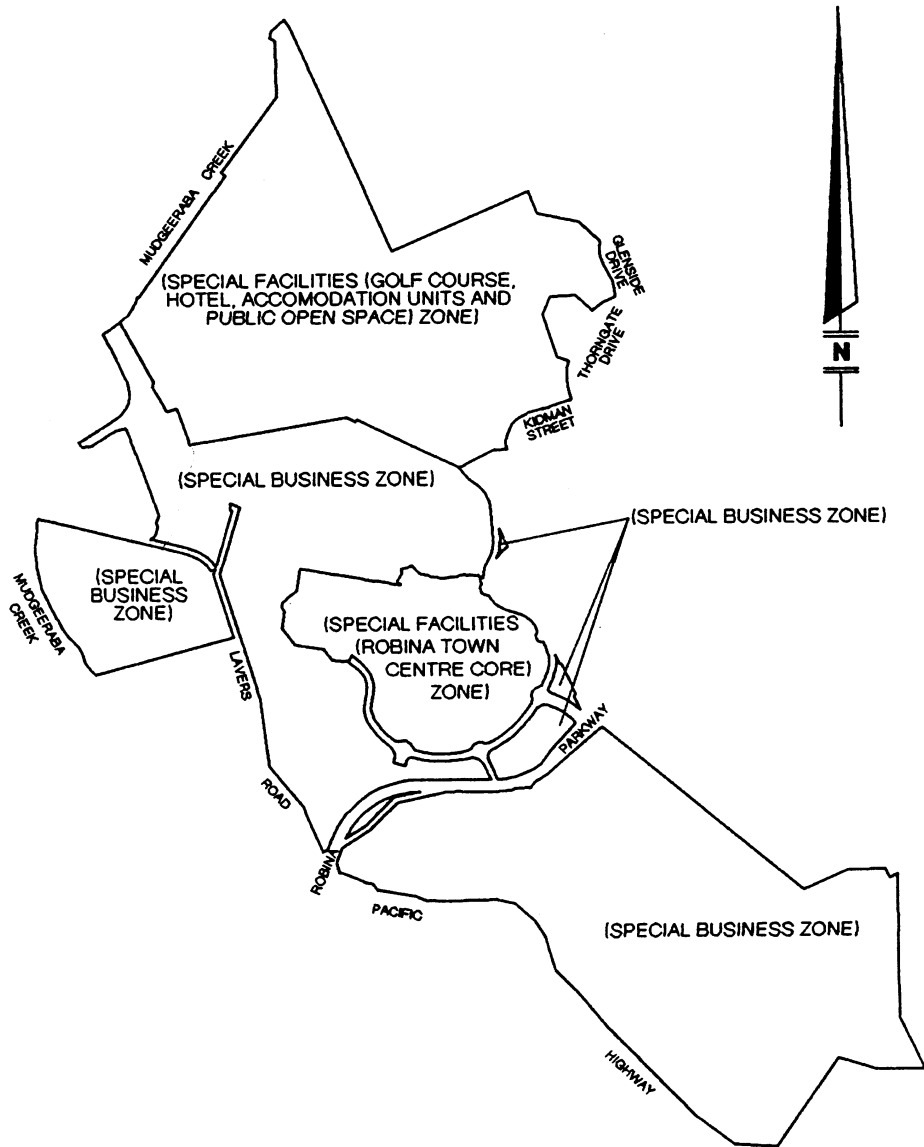 MUDGEERABA CREEK
(SPECIAL FACILITIES (GOLF COURSE,
HOTEL, ACCOMODATION UNITS AND
PUBLIC OPEN SPACE) ZONE)
GLENSIDE
DRIVE
THORNGATE
DRIVE
N
KIDMAN
STREET
(SPECIAL BUSINESS ZONE)
(SPECIAL BUSINESS ZONE)
(SPECIAL
BUSINESS
ZONE)
MUDGEERABA
CREEK
(SPECIAL FACILITIES
(ROBINA TOWN
CENTRE CORE)
ZONE)
LAVERS
ROAD
PARKWAY
ROBINA
PACIFIC
(SPECIAL BUSINESS ZONE)
HIGHWAY